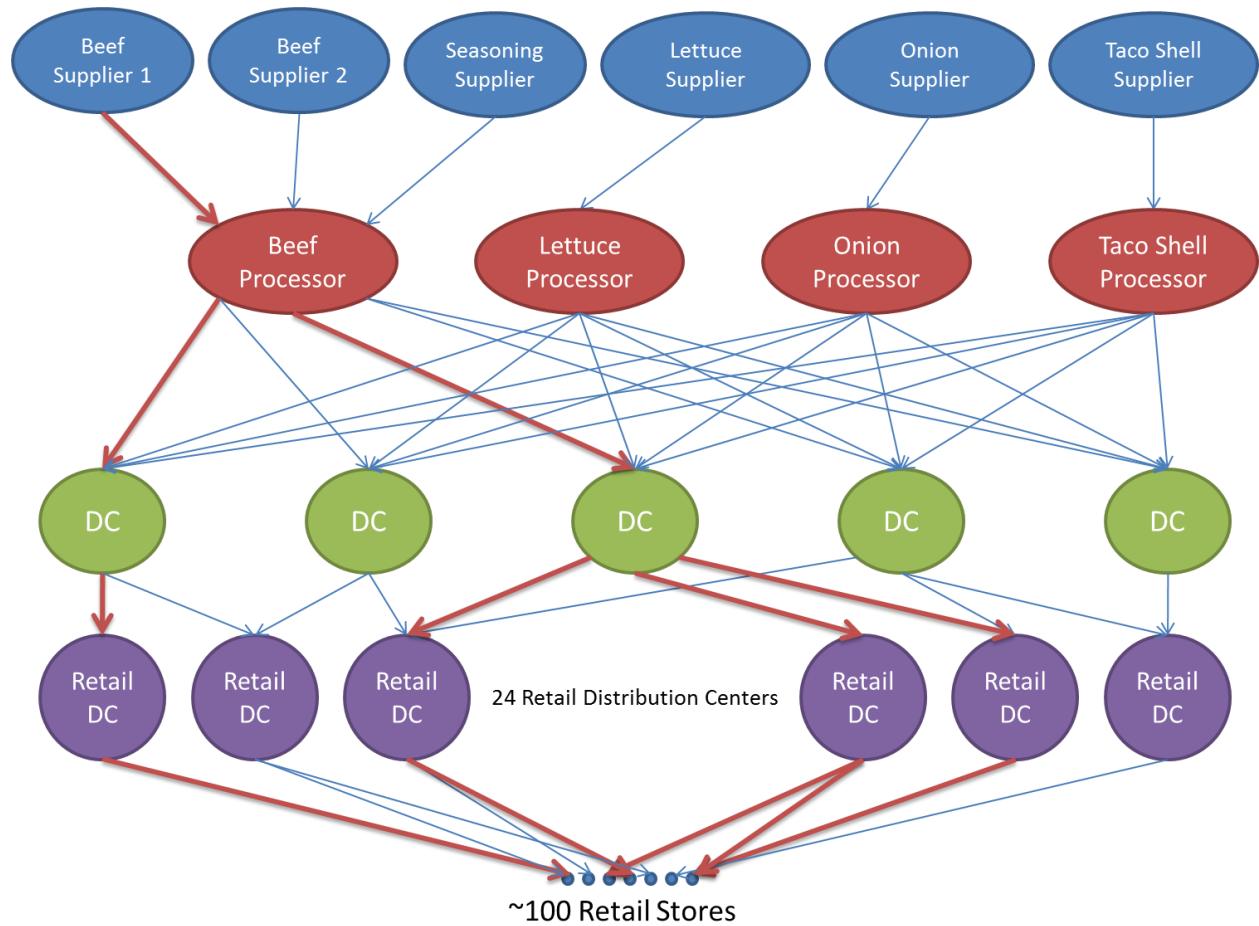 Beef
Supplier 1
Beef
Supplier 2
Seasoning
Supplier
Lettuce
Supplier
Onion
Supplier
Taco Shell
Supplier
Beef
Processor
Lettuce
Processor
Onion
Processor
Taco Shell
Processor
DC
DC
DC
DC
DC
Retail
DC
Retail
DC
Retail
DC
24 Retail Distribution Centers
Retail
DC
Retail
DC
Retail
DC
~100 Retail Stores